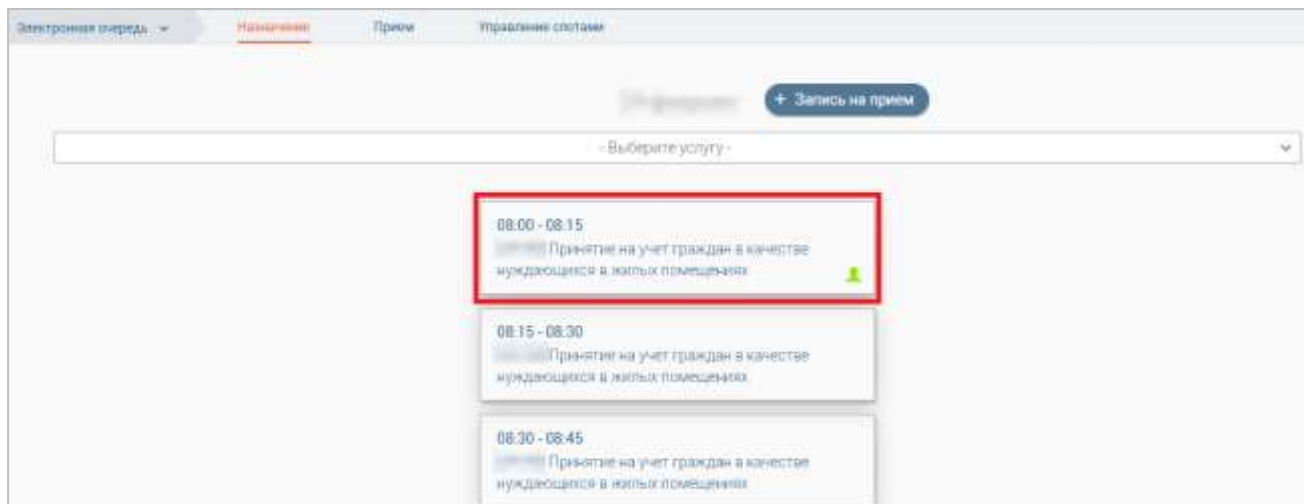 Электронная очередь
Назначение
Прием
Управление слотами
+ Запись на прием
- Выберите услугу -
08:00 - 08:15
Принятие на учет граждан в качестве
нуждающихся в жилых помещениях
08:15 - 08:30
Принятие на учет граждан в качестве
нуждающихся в жилых помещениях
08:30 - 08:45
Принятие на учет граждан в качестве
нуждающихся в жилых помещениях